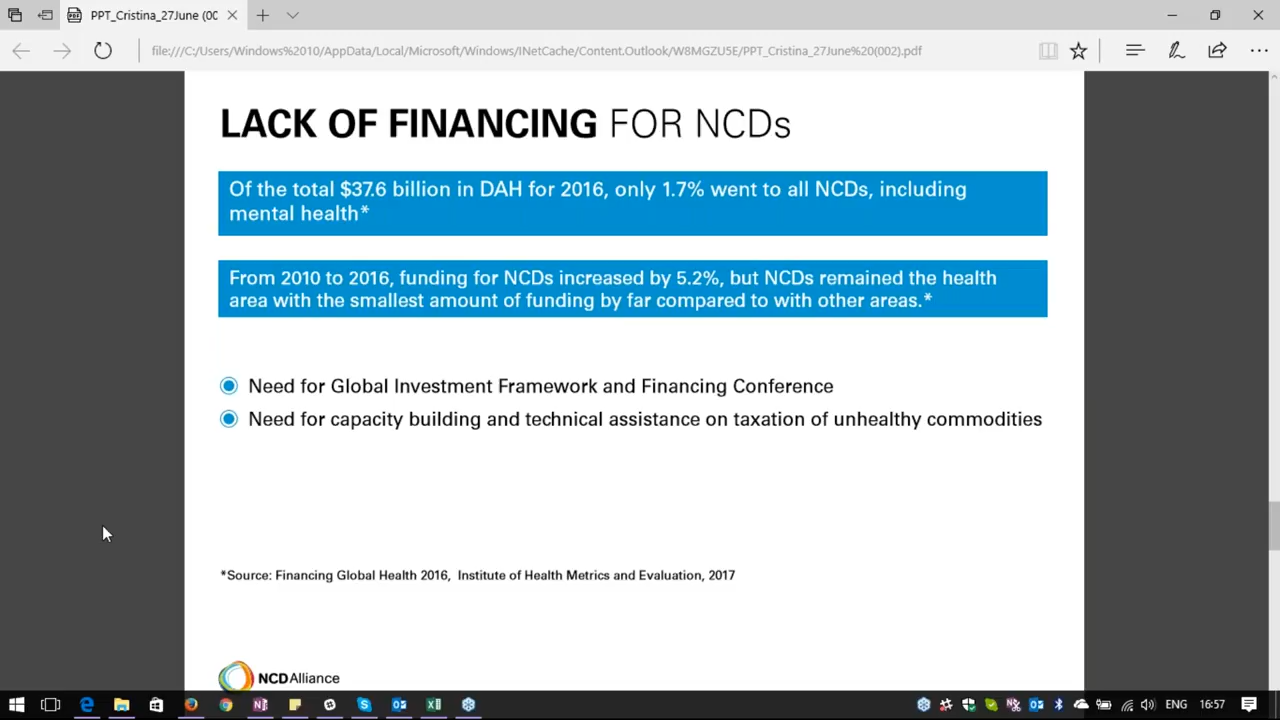 PPT_Cristina_27June (00
file:///C:/Users/Windows%2010/AppData/Local/Microsoft/Windows/INetCache/Content.Outlook/W8MGZU5E/PPT_Cristina_27June%20(002).pdf
LACK OF FINANCING FOR NCDs
Of the total $37.6 billion in DAH for 2016, only 1.7% went to all NCDs, including
mental health*
From 2010 to 2016, funding for NCDs increased by 5.2%, but NCDs remained the health
area with the smallest amount of funding by far compared to with other areas.*
Need for Global Investment Framework and Financing Conference
Need for capacity building and technical assistance on taxation of unhealthy commodities
*Source: Financing Global Health 2016, Institute of Health Metrics and Evaluation, 2017
NCDAlliance
ENG 16:57